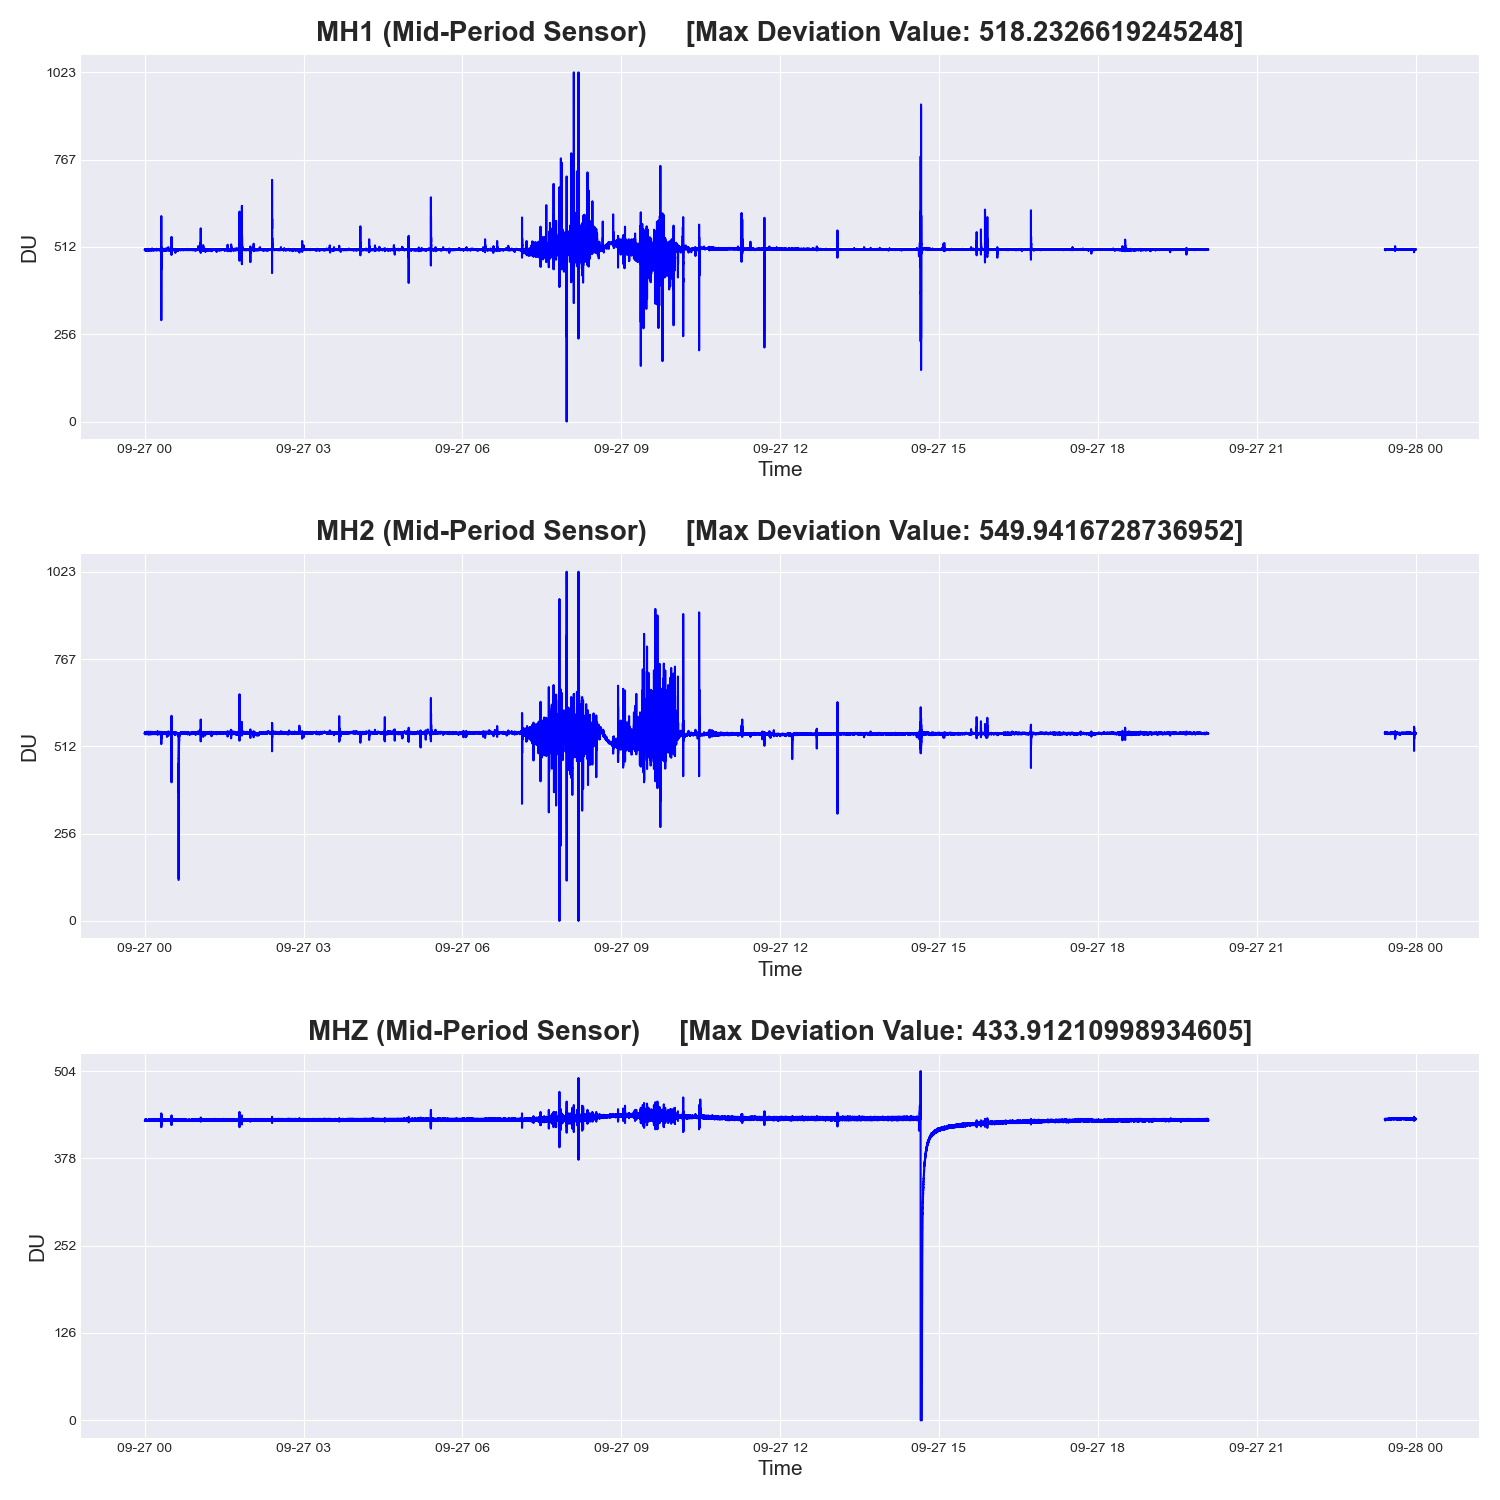 MH1 (Mid-Period Sensor) [Max Deviation Value: 518.2326619245248]
1023
767
512
256
0
DU
09-27 00 09-27 03 09-27 06 09-27 09 09-27 12 09-27 15 09-27 18 09-27 21 09-28 00
Time
MH2 (Mid-Period Sensor) [Max Deviation Value: 549.9416728736952]
1023
767
512
256
0
DU
09-27 00 09-27 03 09-27 06 09-27 09 09-27 12 09-27 15 09-27 18 09-27 21 09-28 00
Time
MHZ (Mid-Period Sensor) [Max Deviation Value: 433.91210998934605]
504
378
252
126
0
DU
09-27 00 09-27 03 09-27 06 09-27 09 09-27 12 09-27 15 09-27 18 09-27 21 09-28 00
Time